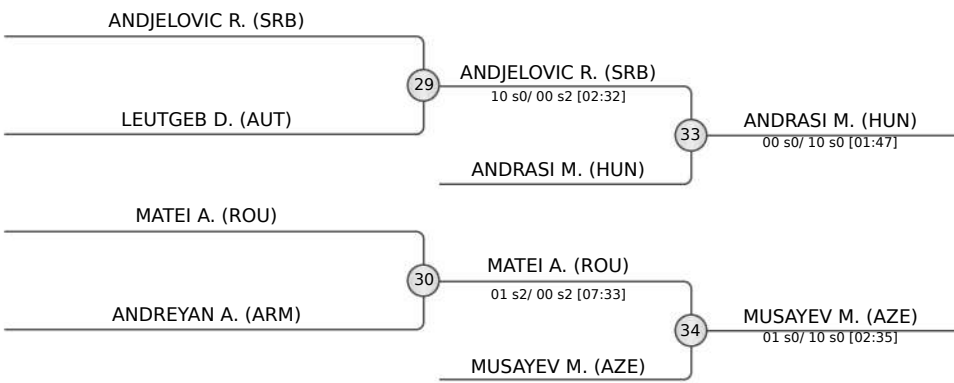 ANDJELOVIC R. (SRB)
29
LEUTGEB D. (AUT)
ANDJELOVIC R. (SRB)
10 s0/ 00 s2 [02:32]
33
ANDRASI M. (HUN)
ANDRASI M. (HUN)
00 s0/ 10 s0 [01:47]
MATEI A. (ROU)
30
ANDREYAN A. (ARM)
MATEI A. (ROU)
01 s2/ 00 s2 [07:33]
34
MUSAYEV M. (AZE)
MUSAYEV M. (AZE)
01 s0/ 10 s0 [02:35]